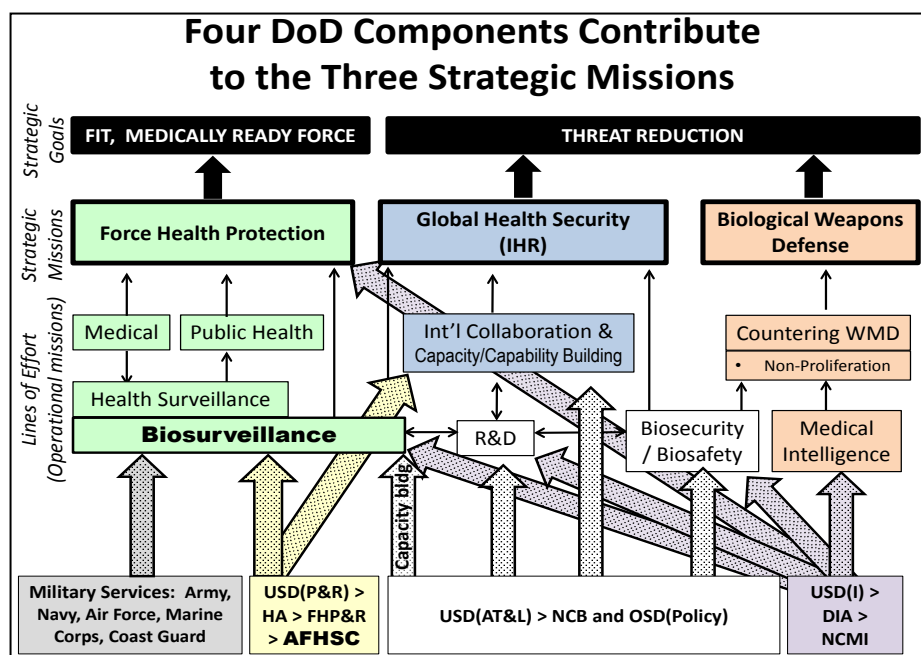 Four DoD Components Contribute
to the Three Strategic Missions
Strategic
Goals
FIT, MEDICALLY READY FORCE
THREAT REDUCTION
Strategic
Missions
Force Health Protection
Global Health Security
(IHR)
Biological Weapons
Defense
Lines of Effort
(Operational missions)
Medical
Public Health
Int'l Collaboration &
Capacity/Capability Building
Countering WMD
• Non-Proliferation
Health Surveillance
Biosurveillance
R&D
Biosecurity
/ Biosafety
Medical
Intelligence
Capacity bldg
Military Services: Army,
Navy, Air Force, Marine
Corps, Coast Guard
USD(P&R) >
HA > FHP&R
> AFHSC
USD(AT&L) > NCB and OSD(Policy)
USD(I) >
DIA >
NCMI